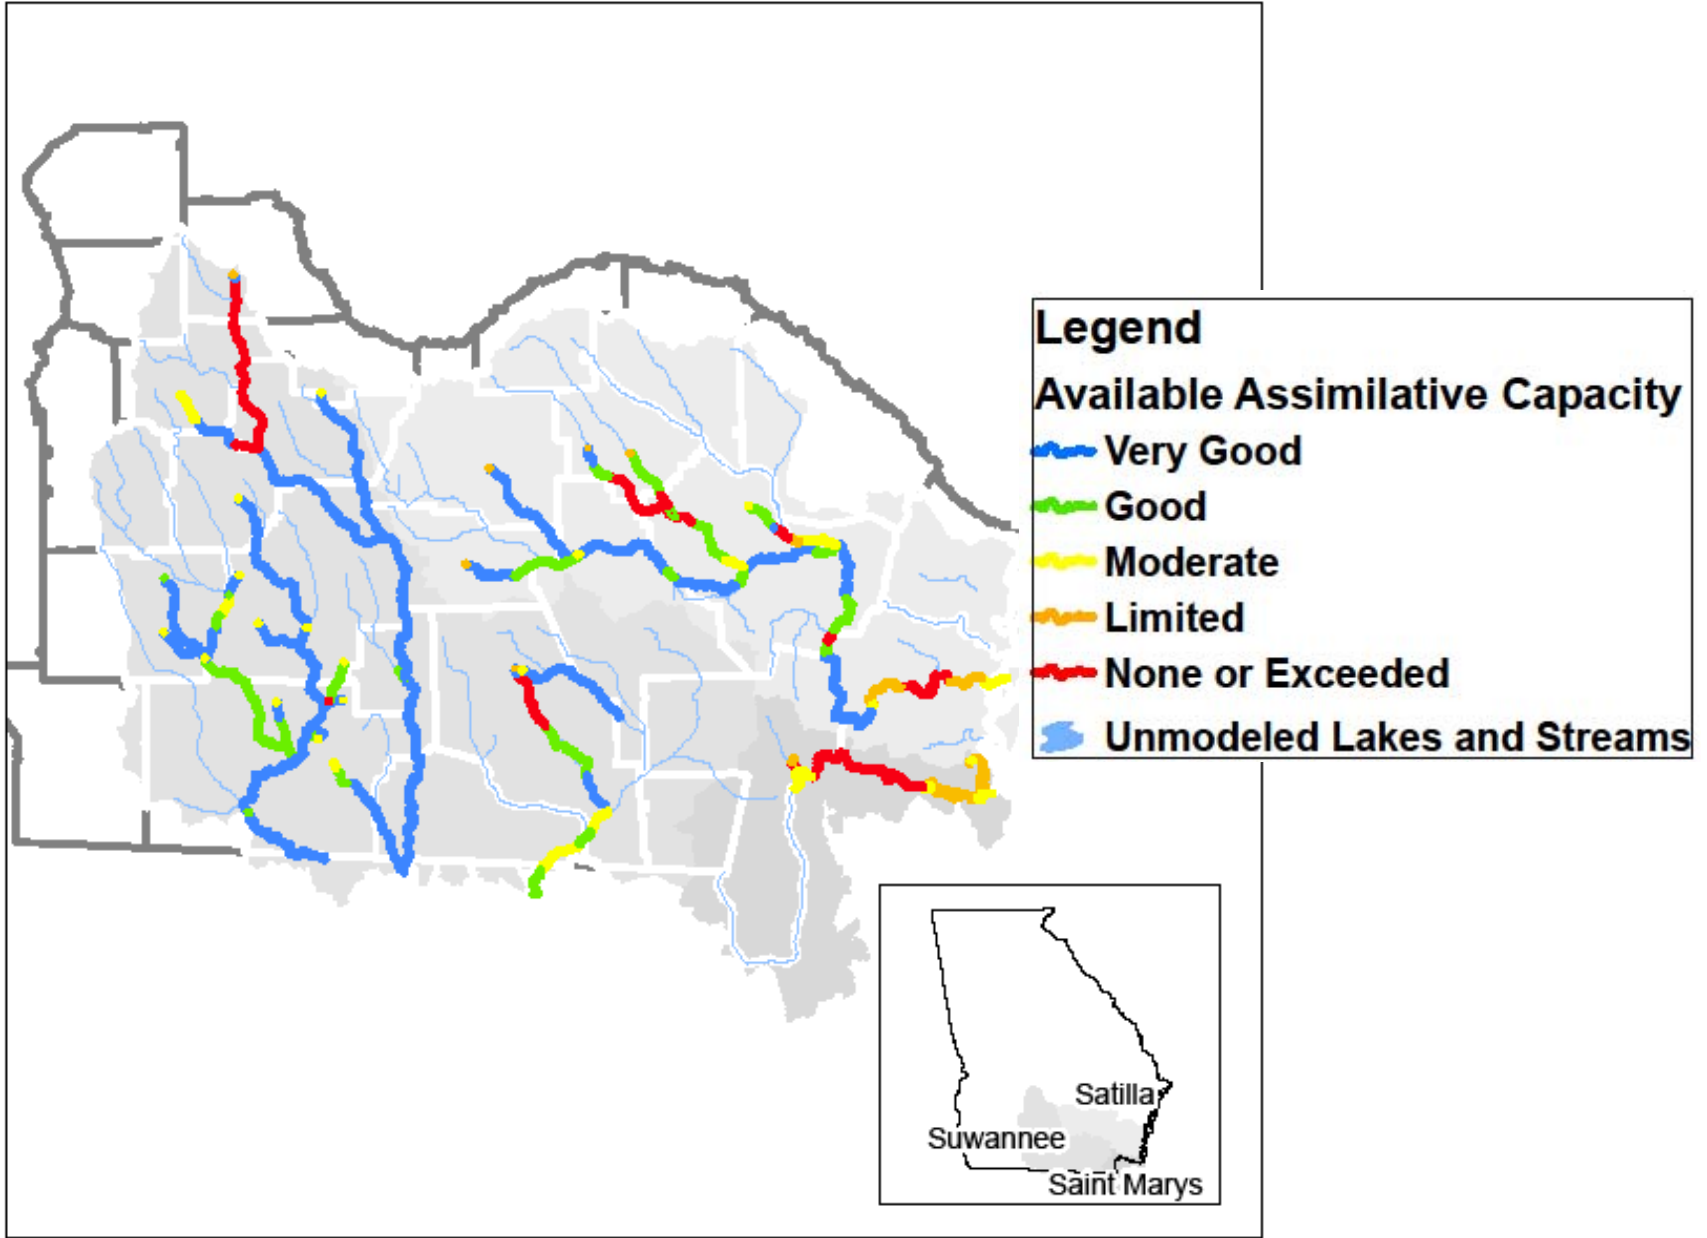 Legend
Available Assimilative Capacity
Very Good
Good
Moderate
Limited
None or Exceeded
Unmodeled Lakes and Streams
Satilla
Suwannee
Saint Marys